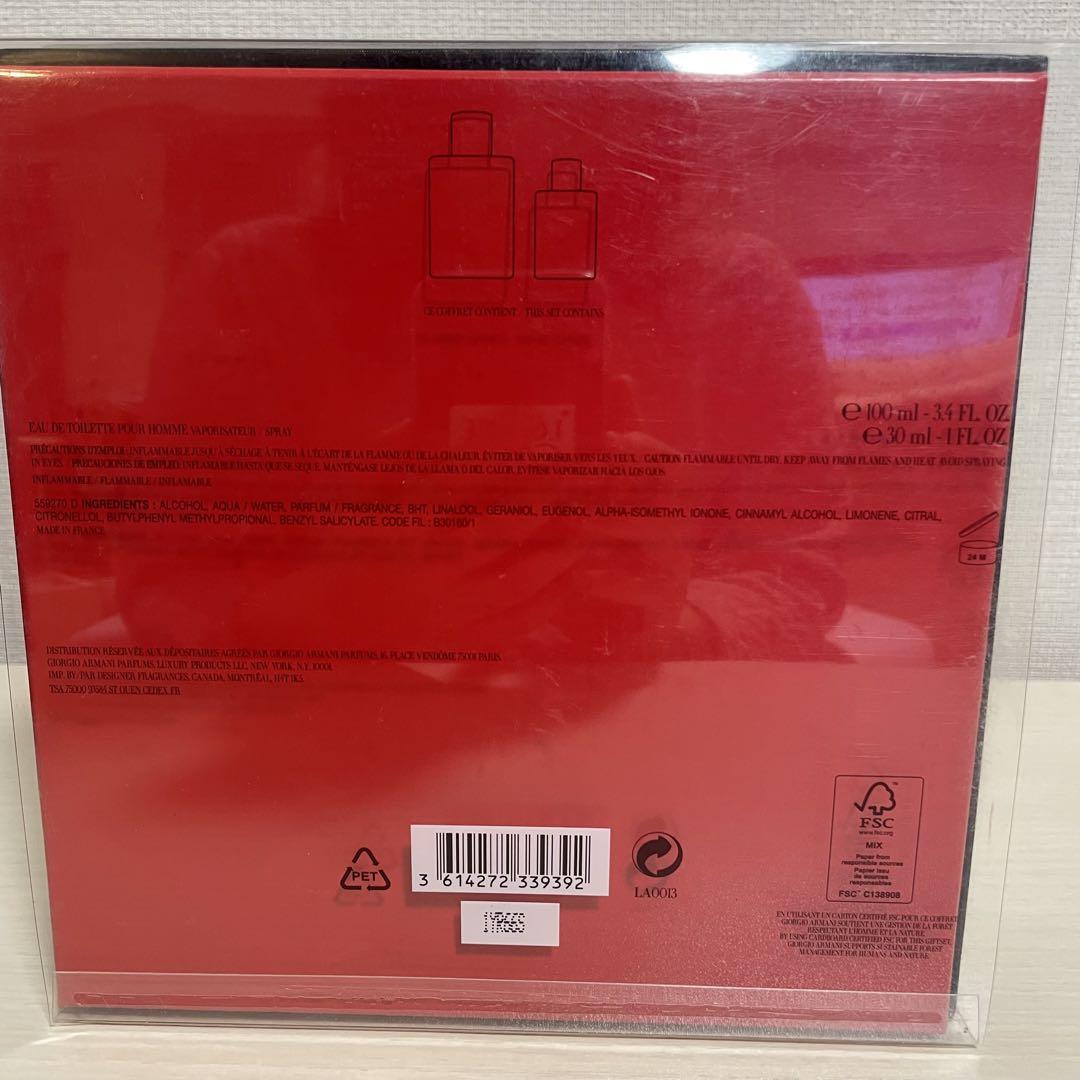 CE COFFRET CONTENT / THIS SET CONTAINS
e 100 ml - 3.4 FL. OZ
e 30 ml - 1 FL. OZ
EAU DE TOILETTE POUR HOMME VAPORISATEUR / SPRAY
PRÉCAUTIONS D'EMPLOI: INFLAMMABLE JUSQU'À SÉCHAGE. À TENIR À L'ÉCART DE LA FLAMME OU DE LA CHALEUR. ÉVITER DE VAPORISER VERS LES YEUX. / CAUTION: FLAMMABLE UNTIL DRY. KEEP AWAY FROM FLAMES AND HEAT. AVOID SPRAYING
IN EYES. / PRECAUCIONES DE EMPLEO: INFLAMABLE HASTA QUE SE SEQUE. MANTÉNGASE LEJOS DE LA LLAMA O DEL CALOR. EVÍTESE VAPORIZAR HACIA LOS OJOS.
INFLAMMABLE / FLAMMABLE / INFLAMABLE
559270 D INGREDIENTS : ALCOHOL, AQUA / WATER, PARFUM / FRAGRANCE, BHT, LINALOOL, GERANIOL, EUGENOL, ALPHA-ISOMETHYL IONONE, CINNAMYL ALCOHOL, LIMONENE, CITRAL,
CITRONELLOL, BUTYLPHENYL METHYLPROPIONAL, BENZYL SALICYLATE. CODE FIL : B30160/1
MADE IN FRANCE
24 M
DISTRIBUTION RÉSERVÉE AUX DÉPOSITAIRES AGRÉÉS PAR GIORGIO ARMANI PARFUMS, 16, PLACE VENDÔME 75001 PARIS.
GIORGIO ARMANI PARFUMS, LUXURY PRODUCTS LLC, NEW YORK, N.Y. 10001.
IMP. BY/PAR DESIGNER FRAGRANCES, CANADA, MONTRÉAL, H4T 1K5.
TSA 75000 93584 ST OUEN CEDEX FR
PET
3 614272 339392
LA0013
1YRGGS
FSC
www.fsc.org
MIX
Paper from
responsible sources
Papier issu
de sources
responsables
FSC™ C138908
EN UTILISANT UN CARTON CERTIFIÉ FSC POUR CE COFFRET
GIORGIO ARMANI SOUTIENT UNE GESTION DE LA FORÊT
RESPECTANT L'HOMME ET LA NATURE
BY USING CARDBOARD CERTIFIED FSC FOR THIS GIFTSET,
GIORGIO ARMANI SUPPORTS SUSTAINABLE FOREST
MANAGEMENT FOR HUMANS AND NATURE